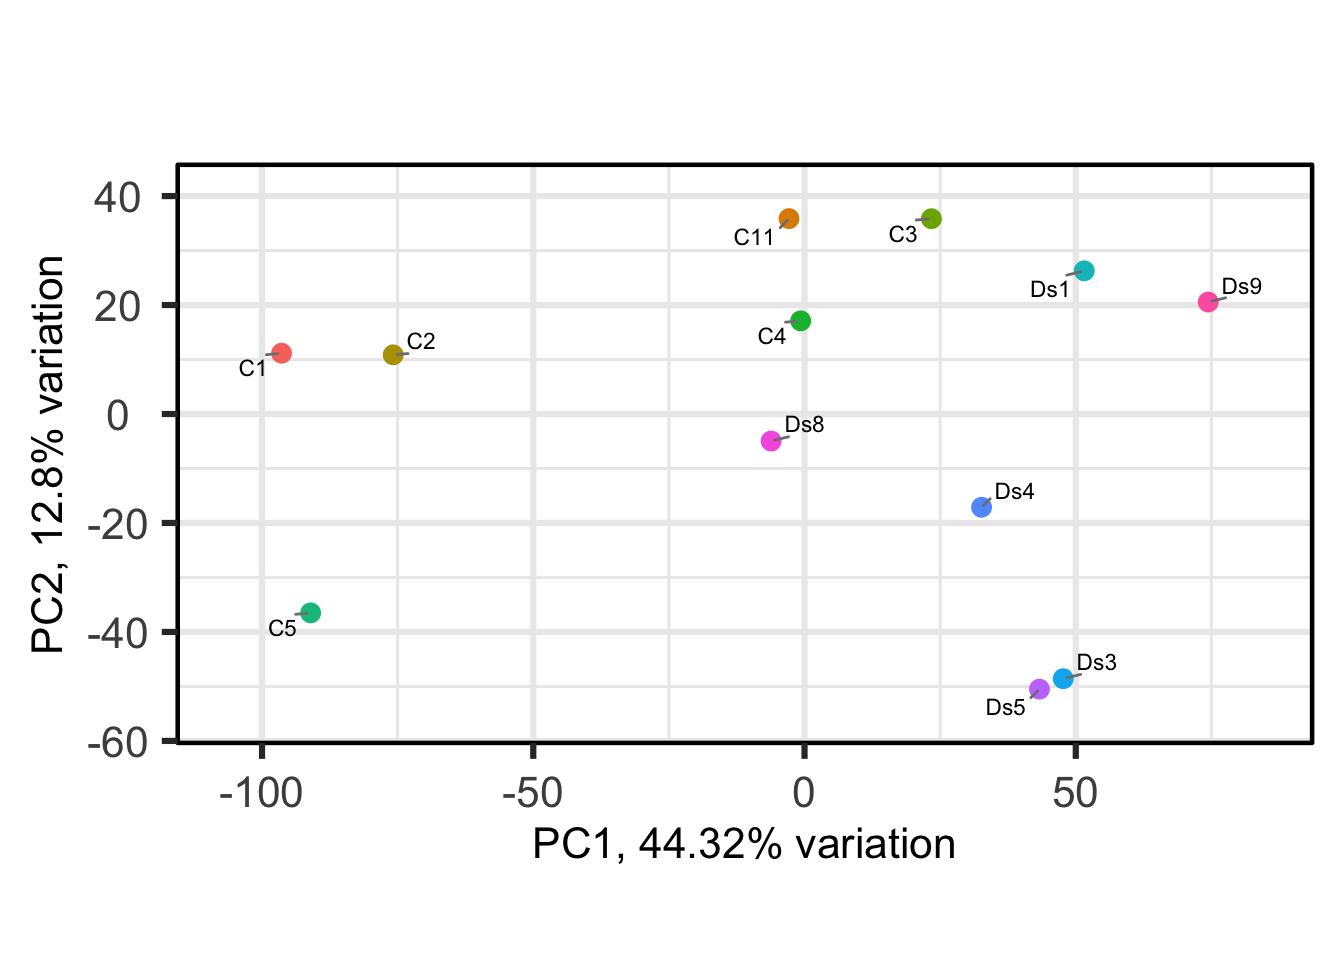 40
20
0
-20
-40
-60
PC2, 12.8% variation
C11
C3
Ds1
Ds9
C4
C2
C1
Ds8
Ds4
C5
Ds3
Ds5
-100 -50 0 50
PC1, 44.32% variation